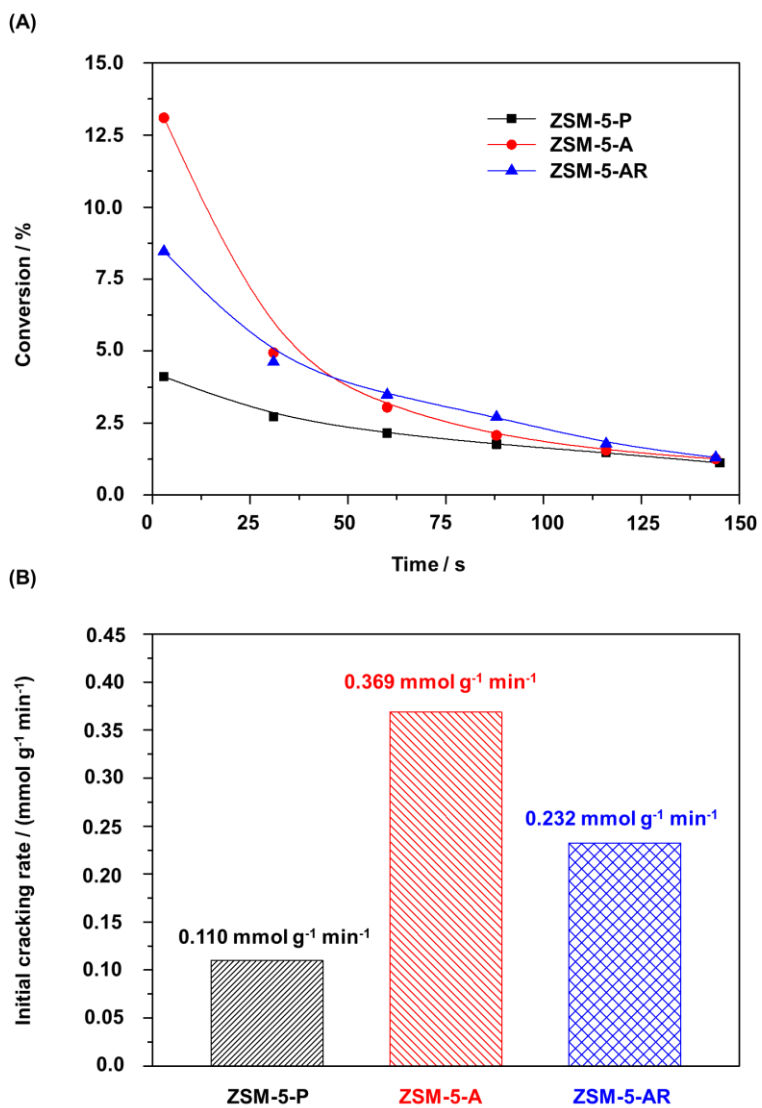 (A)
15.0
12.5
10.0
7.5
5.0
2.5
0.0
Conversion / %
ZSM-5-P
ZSM-5-A
ZSM-5-AR
0 25 50 75 100 125 150
Time / s
(B)
0.45
0.40
0.35
0.30
0.25
0.20
0.15
0.10
0.05
0.0
Initial cracking rate / (mmol g⁻¹ min⁻¹)
0.369 mmol g⁻¹ min⁻¹
0.232 mmol g⁻¹ min⁻¹
0.110 mmol g⁻¹ min⁻¹
ZSM-5-P ZSM-5-A ZSM-5-AR